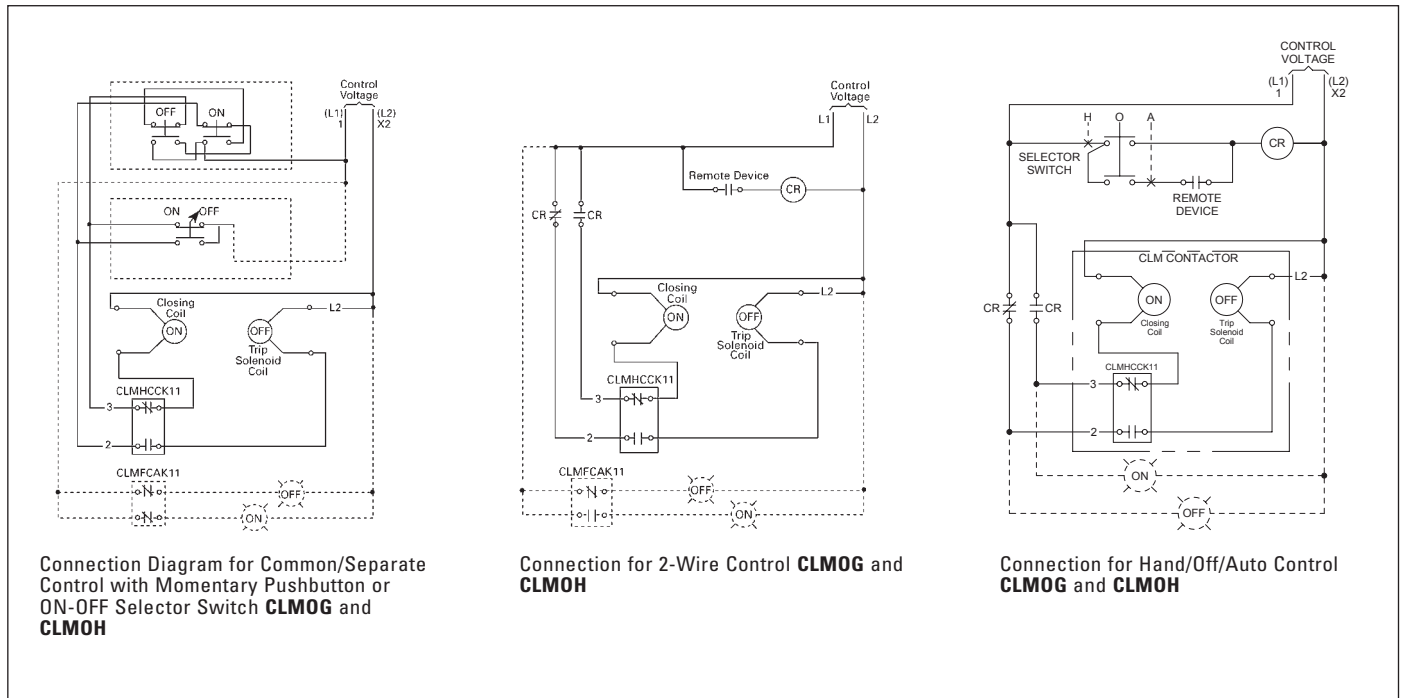 Control
Voltage
(L1)
1
(L2)
X2
OFF
ON
ON
OFF
Closing
Coil
ON
OFF
L2
Trip
Solenoid
Coil
CLMHCCK11
3
2
CLMFCAK11
OFF
ON
Connection Diagram for Common/Separate
Control with Momentary Pushbutton or
ON-OFF Selector Switch CLMOG and
CLMOH
Control
Voltage
L1
L2
Remote Device
CR
CR
CR
Closing
Coil
ON
OFF
L2
Trip
Solenoid
Coil
CLMHCCK11
3
2
CLMFCAK11
OFF
ON
Connection for 2-Wire Control CLMOG and
CLMOH
CONTROL
VOLTAGE
(L1)
1
(L2)
X2
H
O
A
CR
SELECTOR
SWITCH
REMOTE
DEVICE
CLM CONTACTOR
CR
CR
ON
Closing
Coil
OFF
Trip
Solenoid
Coil
L2
CLMHCCK11
3
2
ON
OFF
Connection for Hand/Off/Auto Control
CLMOG and CLMOH